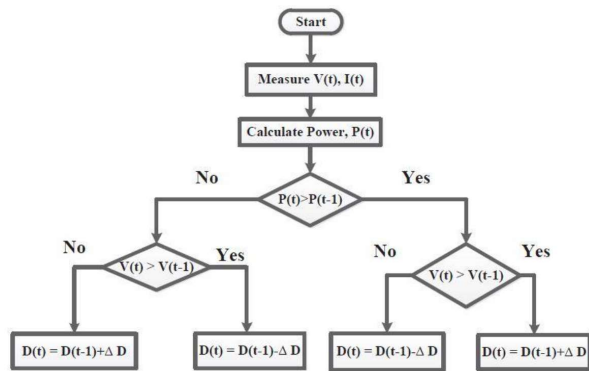 Start
Measure V(t), I(t)
Calculate Power, P(t)
No
Yes
P(t)>P(t-1)
No
Yes
No
Yes
V(t) > V(t-1)
V(t) > V(t-1)
D(t) = D(t-1)+Δ D
D(t) = D(t-1)-Δ D
D(t) = D(t-1)-Δ D
D(t) = D(t-1)+Δ D